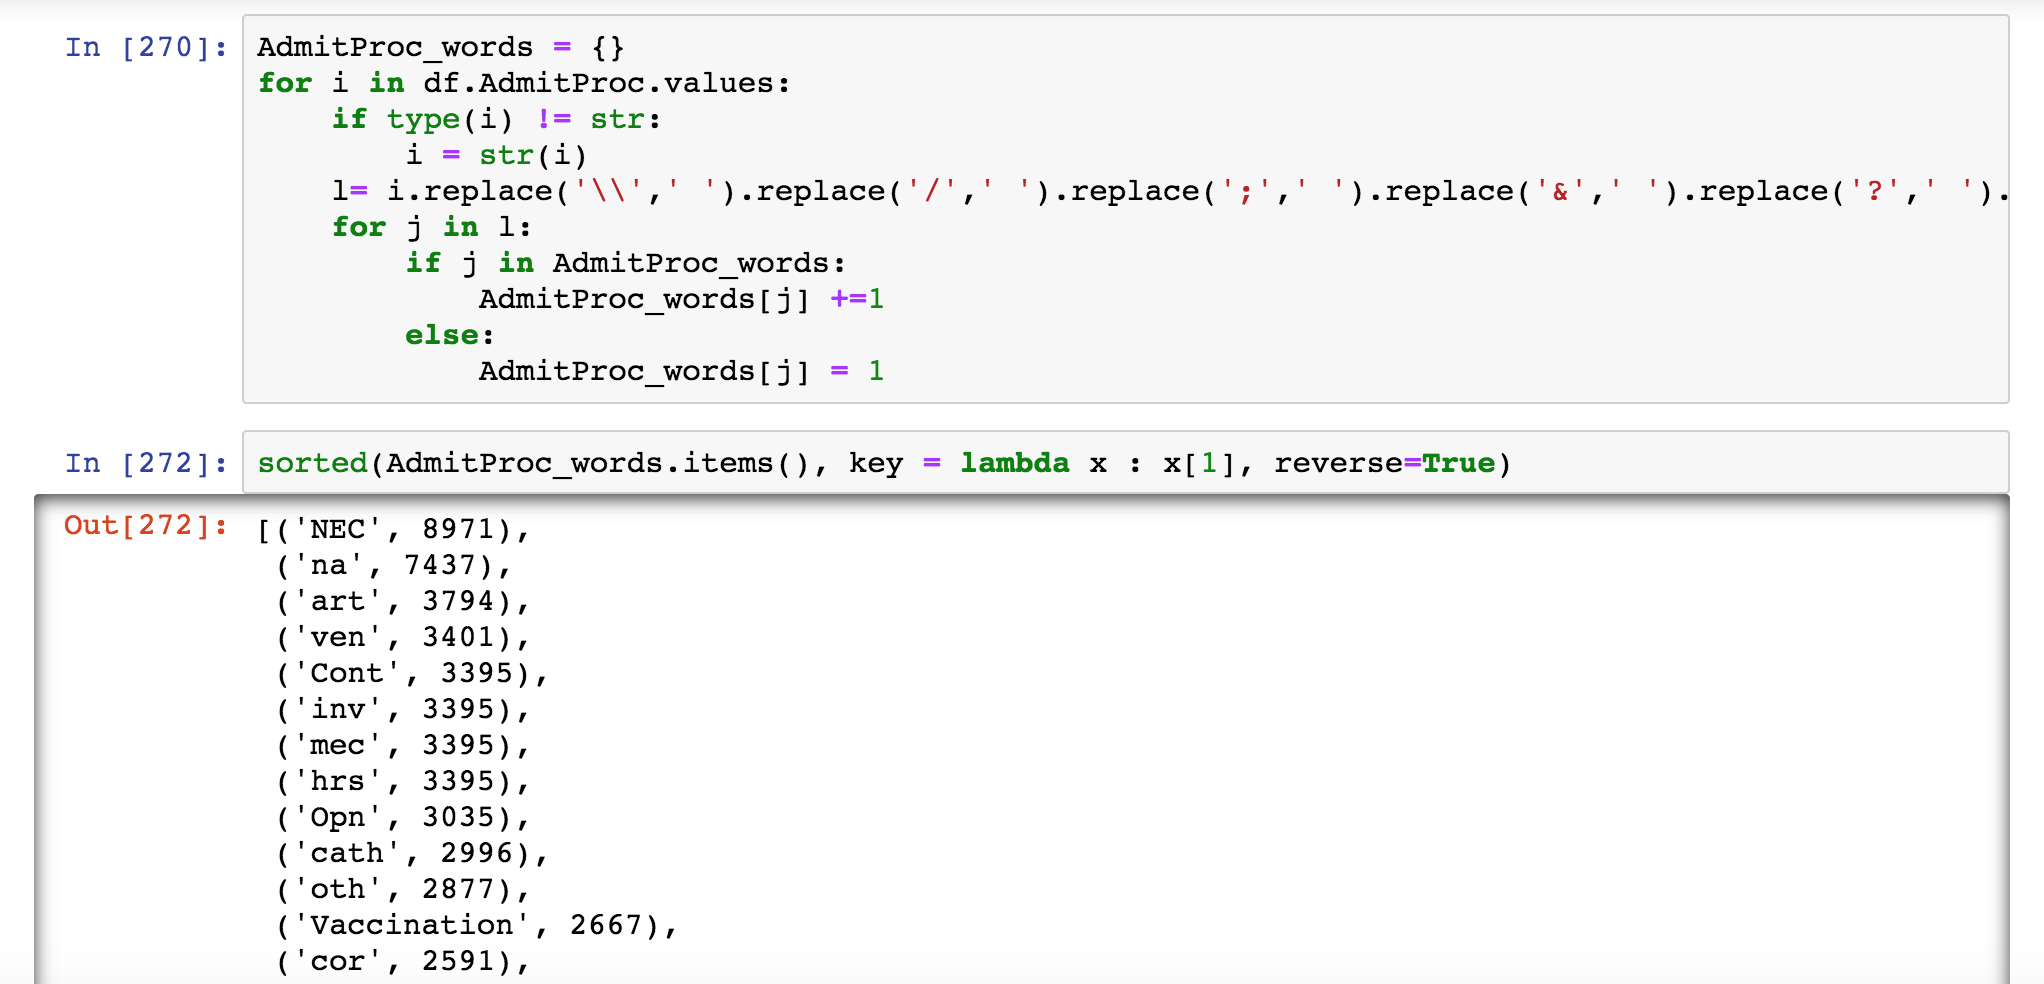 In [270]: AdmitProc_words = {}
for i in df.AdmitProc.values:
    if type(i) != str:
        i = str(i)
    l= i.replace('\\',' ').replace('/',' ').replace(';',' ').replace('&',' ').replace('?',' ').
    for j in l:
        if j in AdmitProc_words:
            AdmitProc_words[j] +=1
        else:
            AdmitProc_words[j] = 1
In [272]: sorted(AdmitProc_words.items(), key = lambda x : x[1], reverse=True)
Out[272]: [('NEC', 8971),
('na', 7437),
('art', 3794),
('ven', 3401),
('Cont', 3395),
('inv', 3395),
('mec', 3395),
('hrs', 3395),
('Opn', 3035),
('cath', 2996),
('oth', 2877),
('Vaccination', 2667),
('cor', 2591),